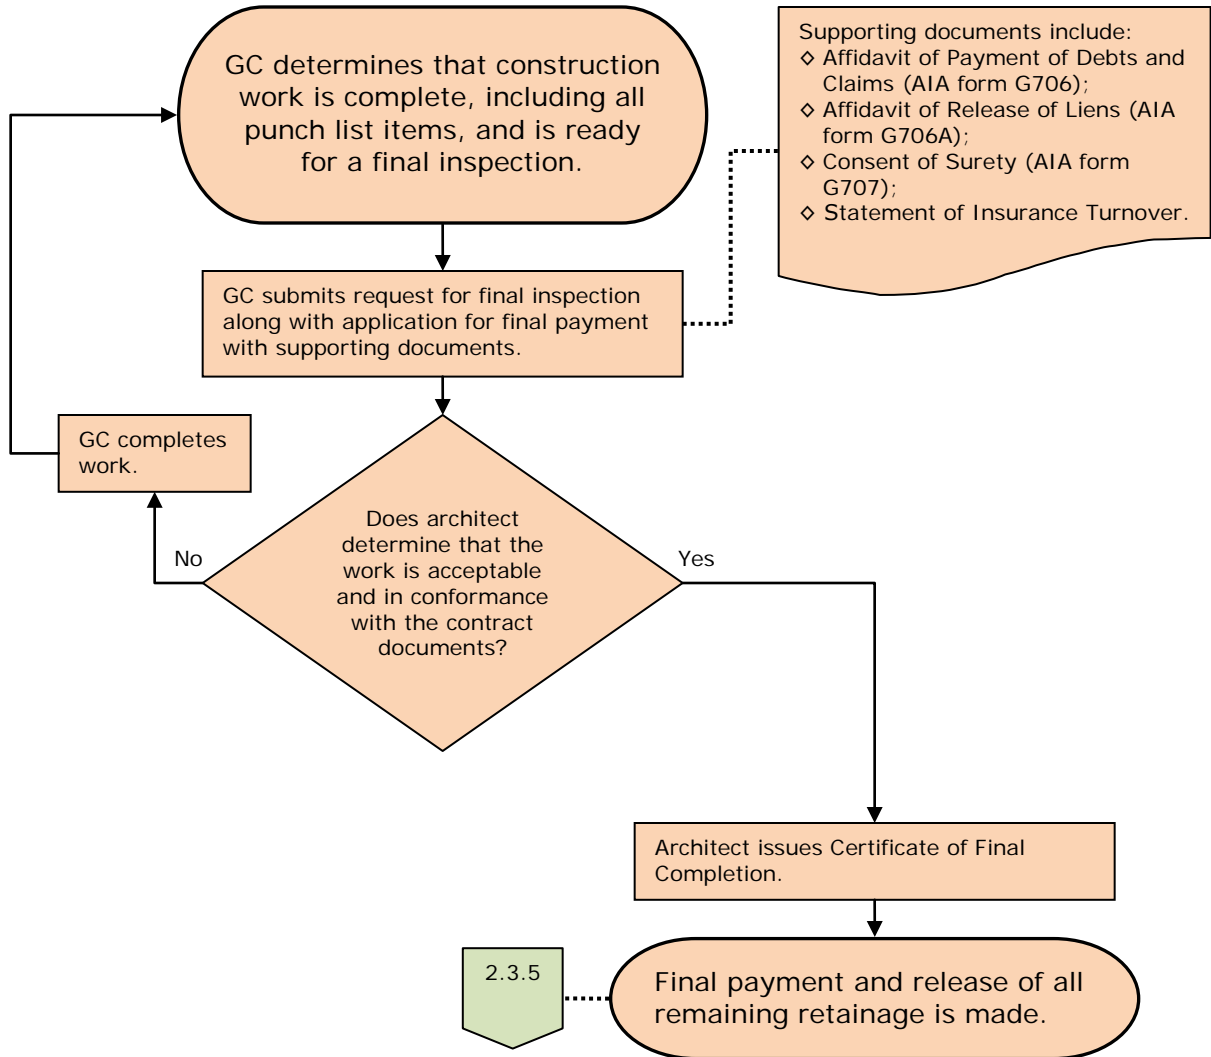 GC determines that construction
work is complete, including all
punch list items, and is ready
for a final inspection.
Supporting documents include:
◊ Affidavit of Payment of Debts and
Claims (AIA form G706);
◊ Affidavit of Release of Liens (AIA
form G706A);
◊ Consent of Surety (AIA form
G707);
◊ Statement of Insurance Turnover.
GC submits request for final inspection
along with application for final payment
with supporting documents.
GC completes
work.
Does architect
determine that the
work is acceptable
and in conformance
with the contract
documents?
No
Yes
Architect issues Certificate of Final
Completion.
2.3.5
Final payment and release of all
remaining retainage is made.